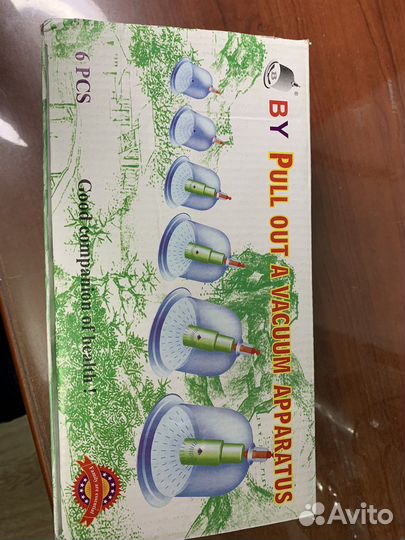 BY PULL OUT A VACUUM APPARATUS
6 PCS
Good companion of health!
Avito